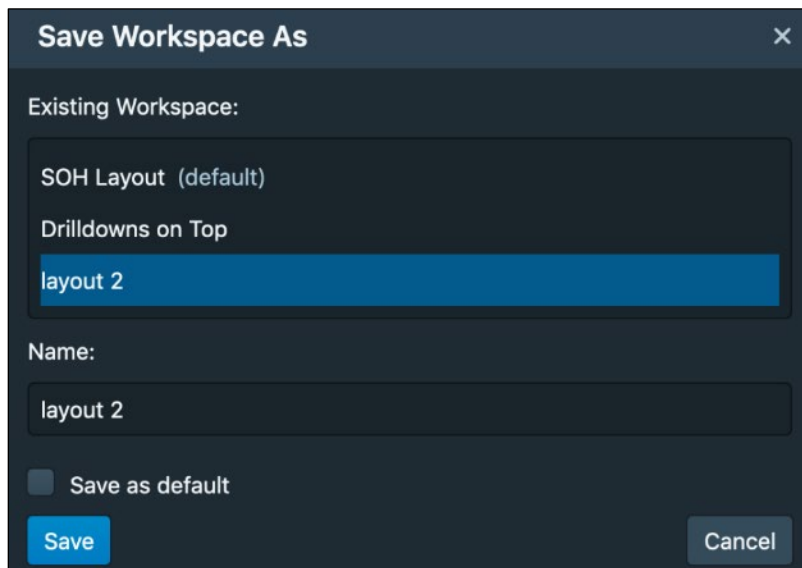 Save Workspace As
Existing Workspace:
SOH Layout (default)
Drilldowns on Top
layout 2
Name:
layout 2
Save as default
Save
Cancel